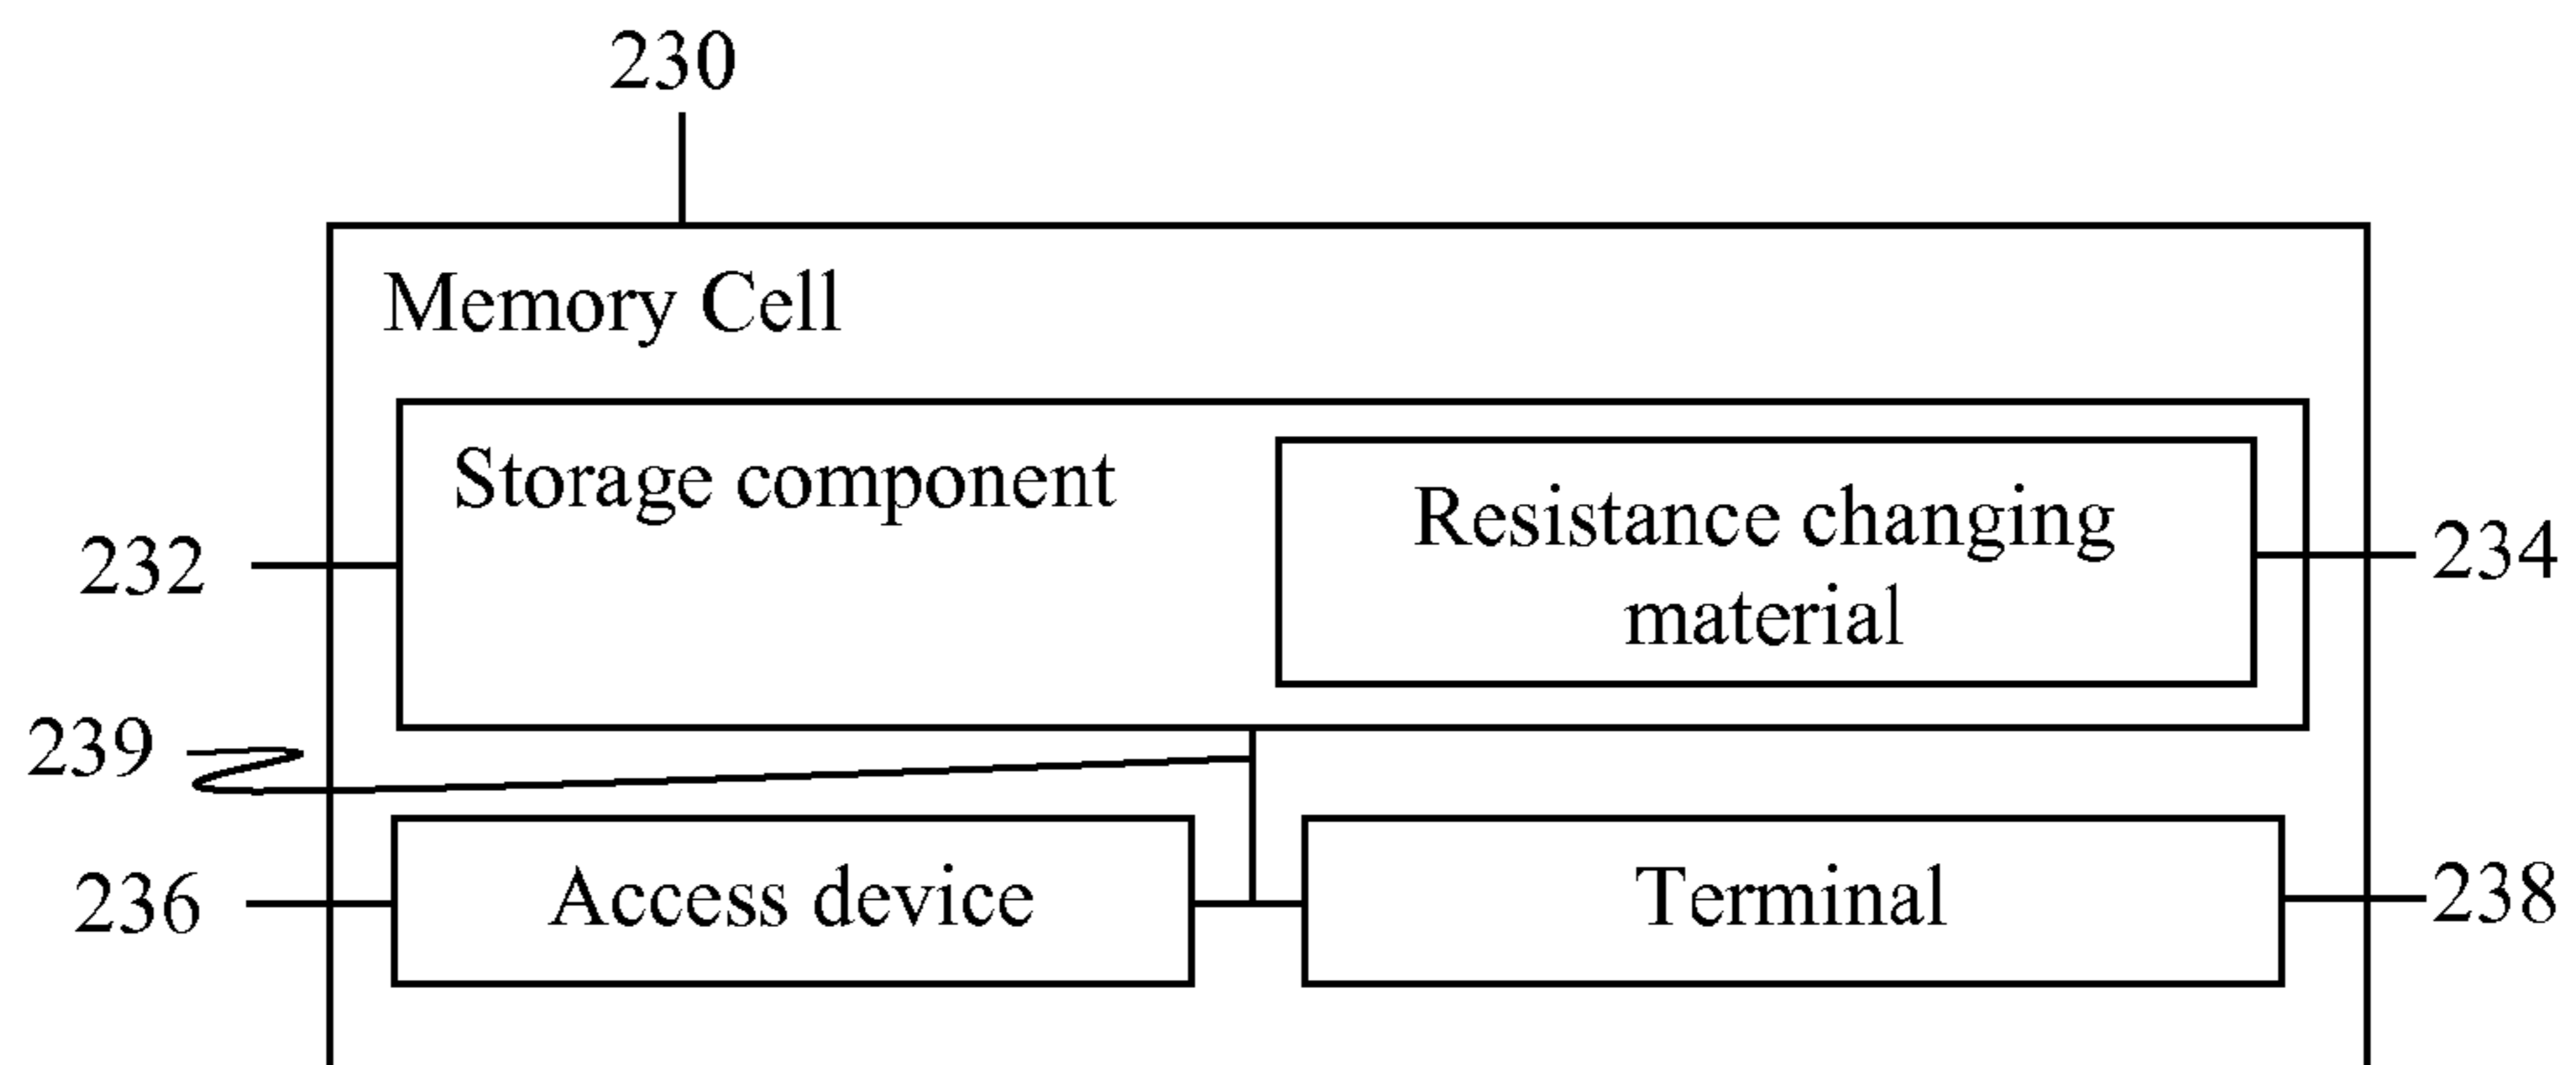 230
Memory Cell
Storage component
Resistance changing
material
232
234
239
236
Access device
Terminal
238